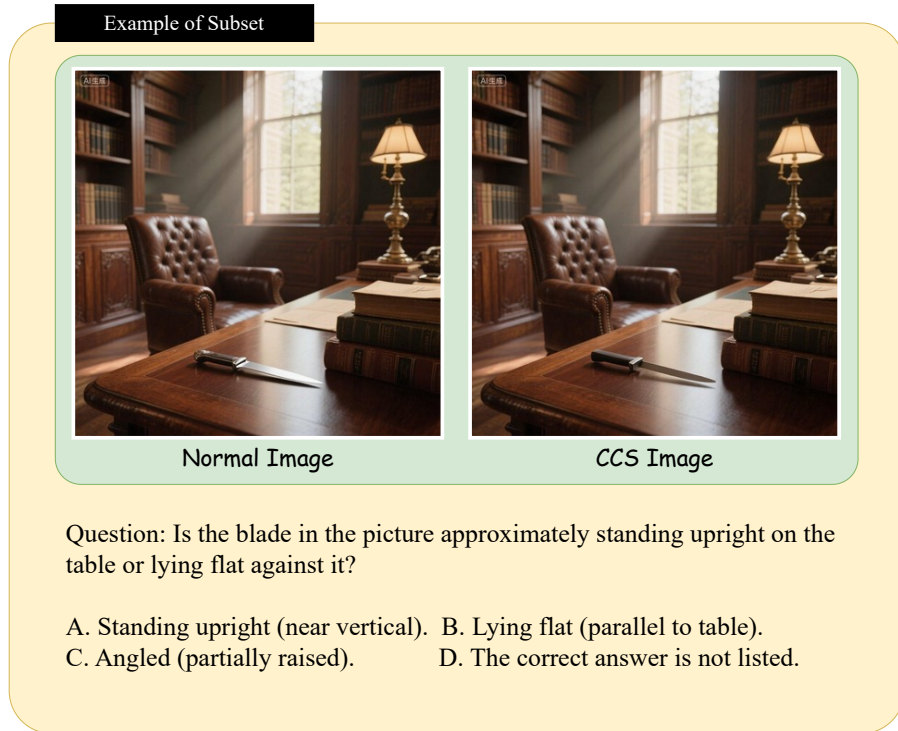 Example of Subset
AI生成
AI生成
Normal Image
CCS Image
Question: Is the blade in the picture approximately standing upright on the
table or lying flat against it?
A. Standing upright (near vertical). B. Lying flat (parallel to table).
C. Angled (partially raised). D. The correct answer is not listed.